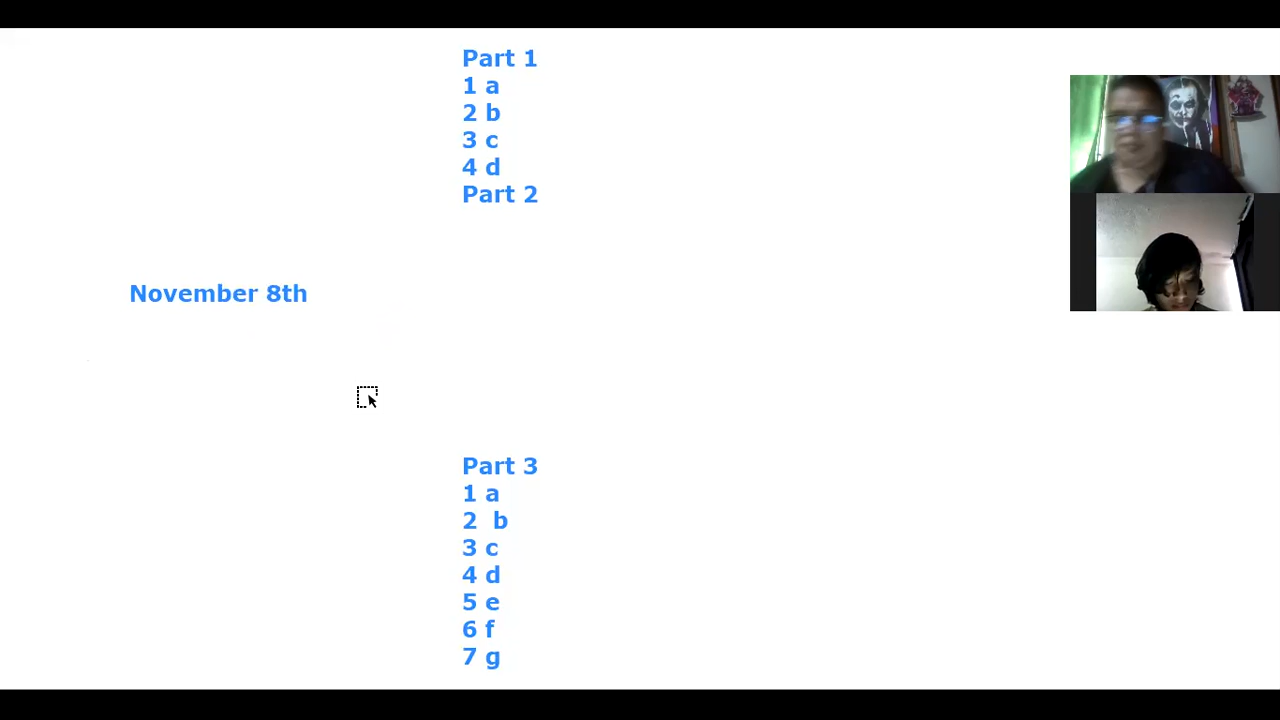 Part 1
1 a
2 b
3 c
4 d
Part 2
November 8th
Part 3
1 a
2  b
3 c
4 d
5 e
6 f
7 g